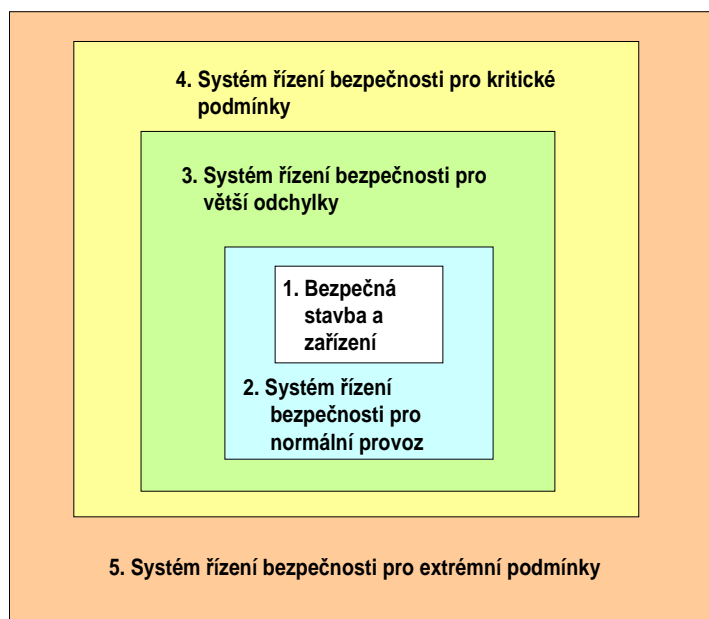 4. Systém řízení bezpečnosti pro kritické
podmínky
3. Systém řízení bezpečnosti pro
větší odchylky
1. Bezpečná
stavba a
zařízení
2. Systém řízení
bezpečnosti pro
normální provoz
5. Systém řízení bezpečnosti pro extrémní podmínky